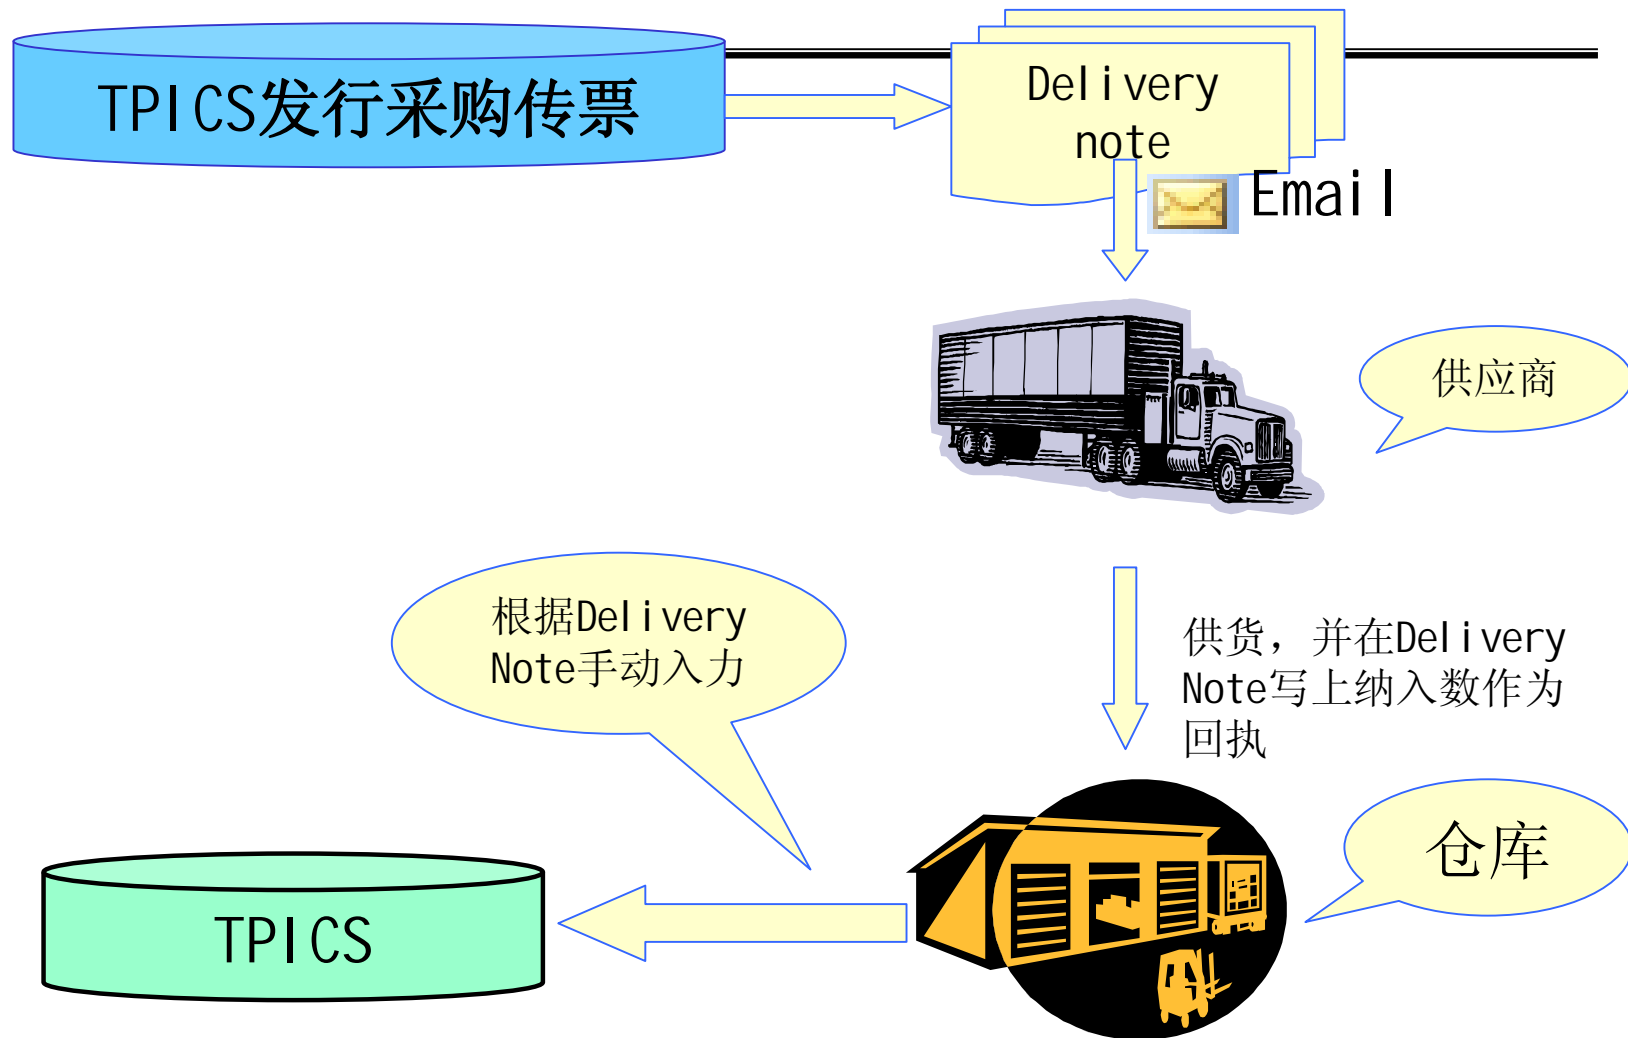 TPICS发行采购传票
Delivery
note
Email
供应商
根据Delivery
Note手动入力
供货，并在Delivery
Note写上纳入数作为
回执
仓库
TPICS